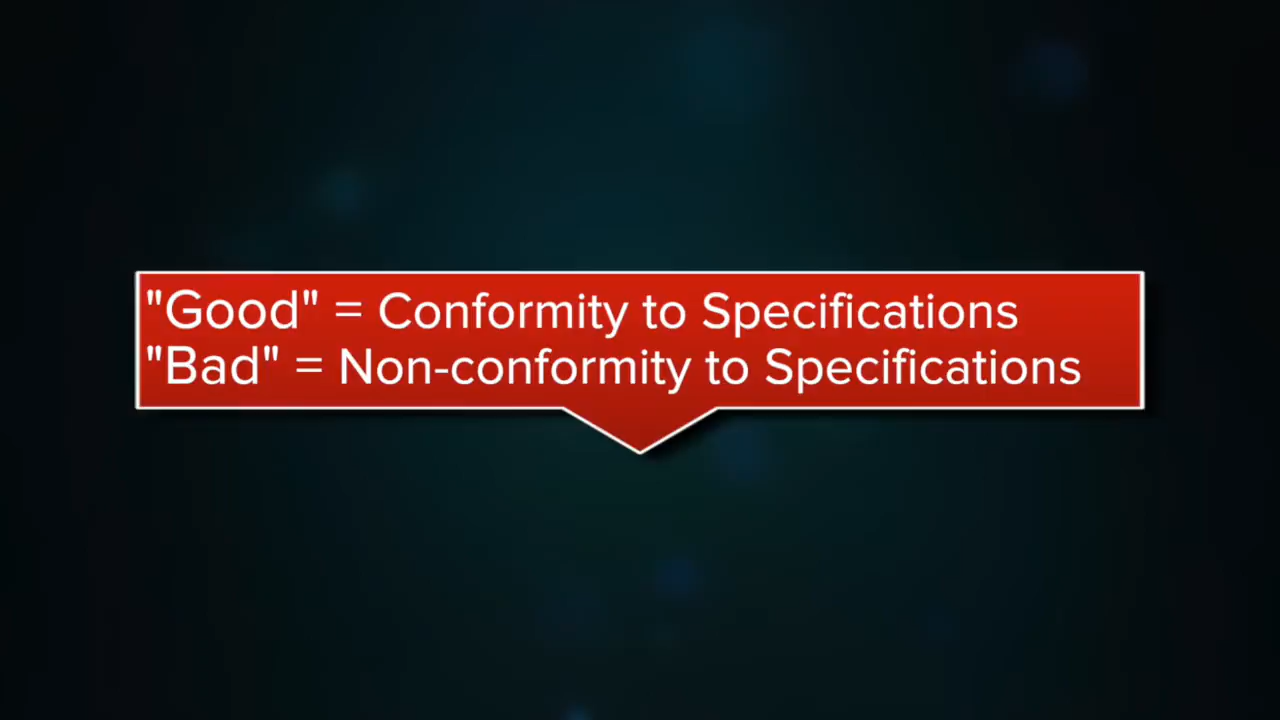 "Good" = Conformity to Specifications
"Bad" = Non-conformity to Specifications